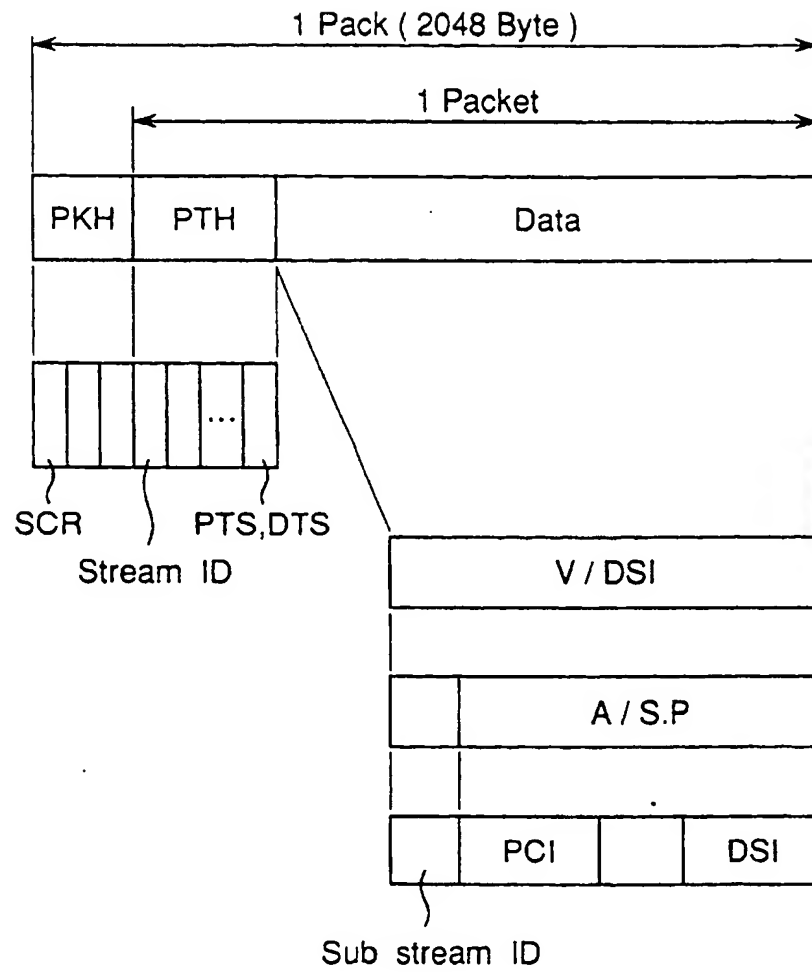 1 Pack ( 2048 Byte )
1 Packet
PKH PTH Data
...
SCR PTS,DTS
Stream ID
V / DSI
A / S.P
PCI DSI
Sub stream ID